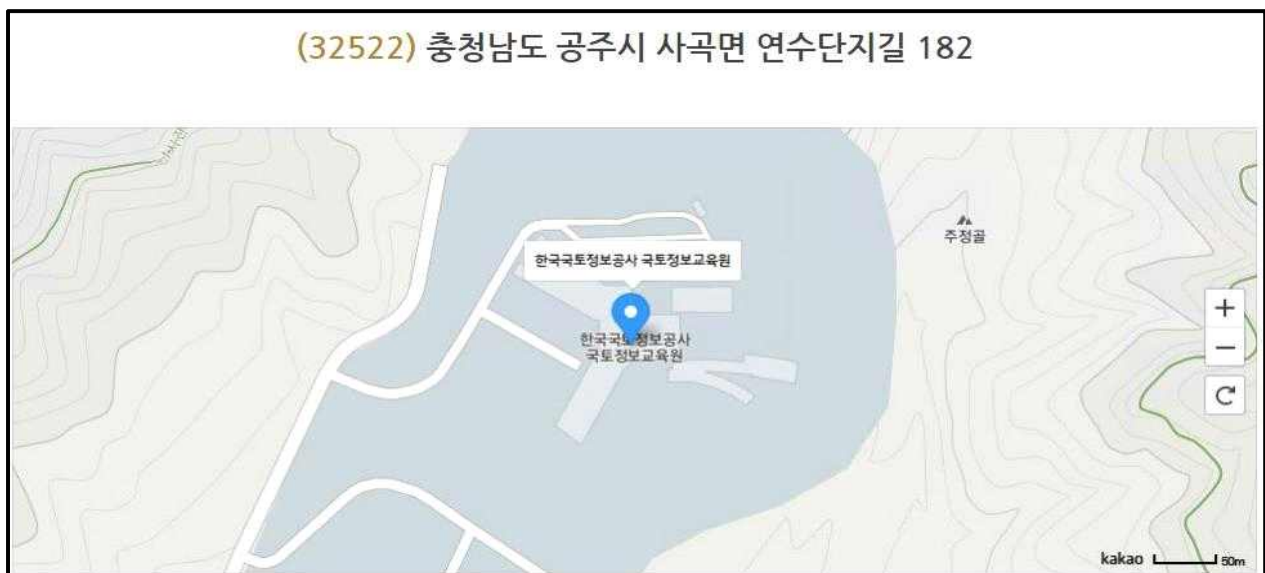 (32522) 충청남도 공주시 사곡면 연수단지길 182
주정골
한국국토정보공사 국토정보교육원
한국국토정보공사
국토정보교육원
+
−
kakao 50m